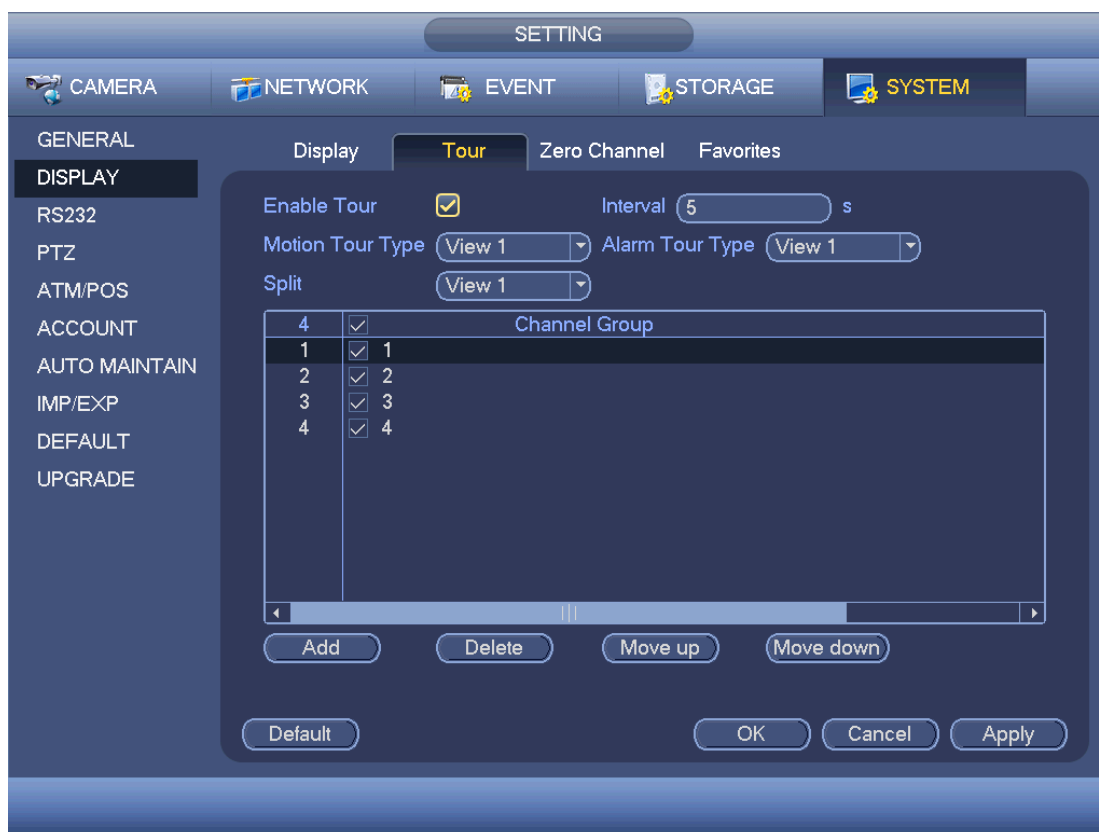 SETTING
CAMERA NETWORK EVENT STORAGE SYSTEM
GENERAL
DISPLAY
RS232
PTZ
ATM/POS
ACCOUNT
AUTO MAINTAIN
IMP/EXP
DEFAULT
UPGRADE
Display Tour Zero Channel Favorites
Enable Tour Interval 5 s
Motion Tour Type View 1 Alarm Tour Type View 1
Split View 1
4 Channel Group
1 1
2 2
3 3
4 4
Add Delete Move up Move down
Default OK Cancel Apply